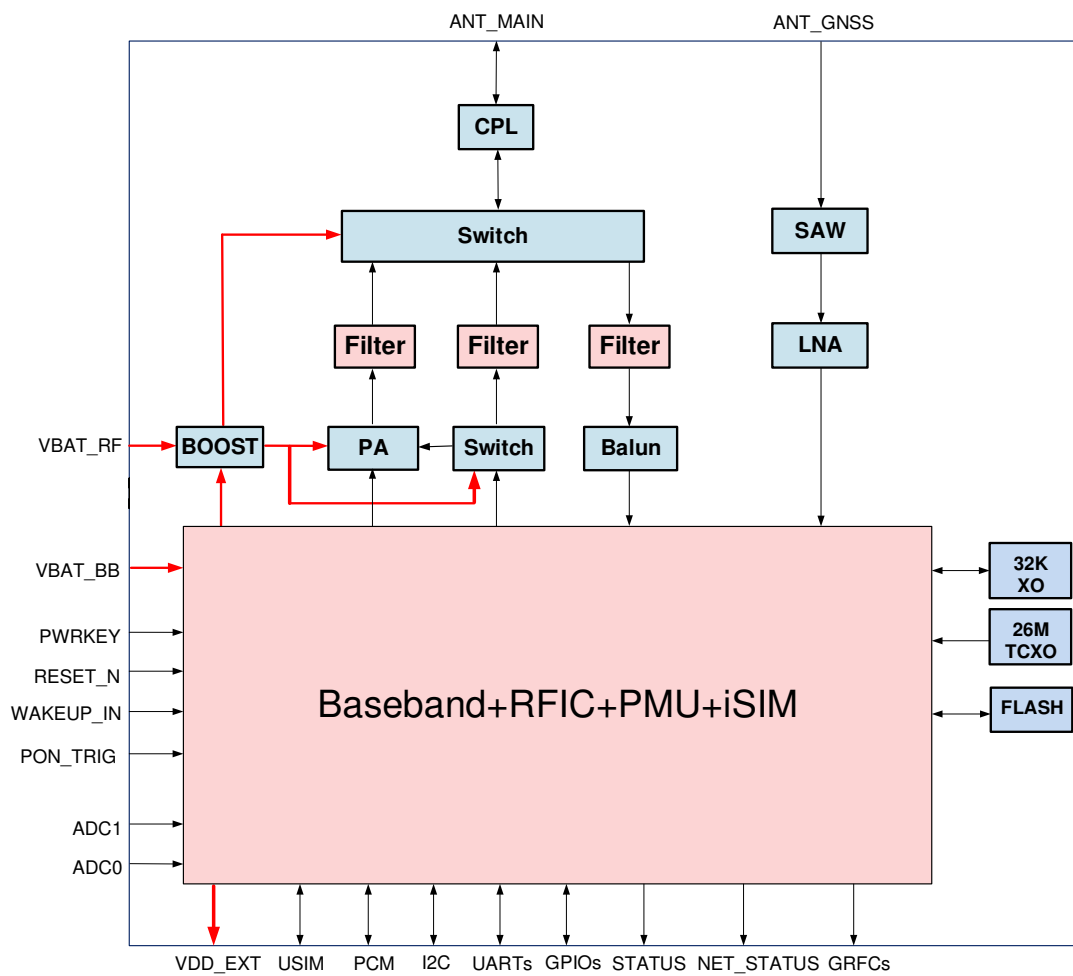 ANT_MAIN ANT_GNSS
CPL
Switch
SAW
Filter Filter Filter
LNA
VBAT_RF
BOOST
PA
Switch
Balun
VBAT_BB
32K
XO
PWRKEY
26M
TCXO
RESET_N
WAKEUP_IN
Baseband+RFIC+PMU+iSIM
FLASH
PON_TRIG
ADC1
ADC0
VDD_EXT USIM PCM I2C UARTs GPIOs STATUS NET_STATUS GRFCs